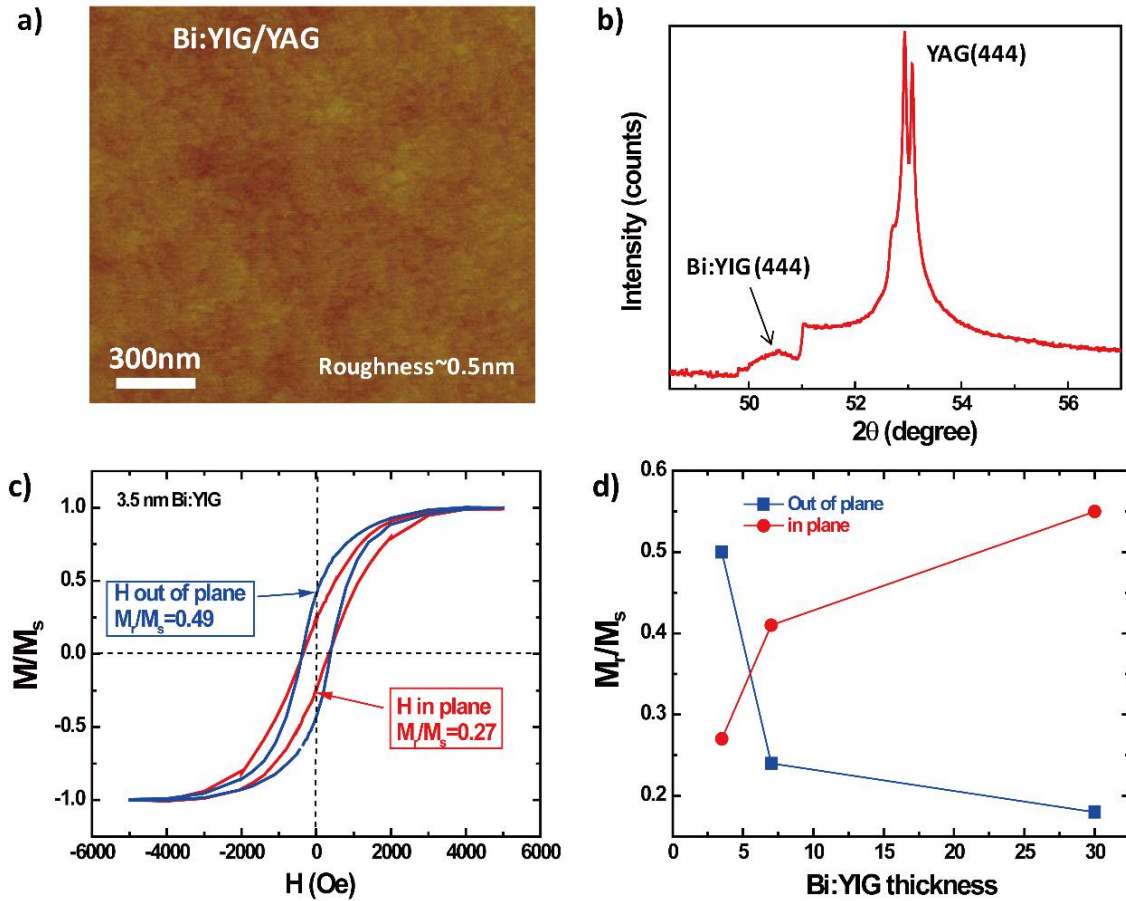 a)
Bi:YIG/YAG
300nm
Roughness~0.5nm
b)
Intensity (counts)
YAG(444)
Bi:YIG(444)
50 52 54 56
2θ (degree)
c)
M/Ms
1.0
0.5
0.0
-0.5
-1.0
3.5 nm Bi:YIG
H out of plane
Mr/Ms=0.49
H in plane
Mr/Ms=0.27
-6000 -4000 -2000 0 2000 4000 6000
H (Oe)
d)
Mr/Ms
0.6
0.5
0.4
0.3
0.2
Out of plane
in plane
0 5 10 15 20 25 30
Bi:YIG thickness